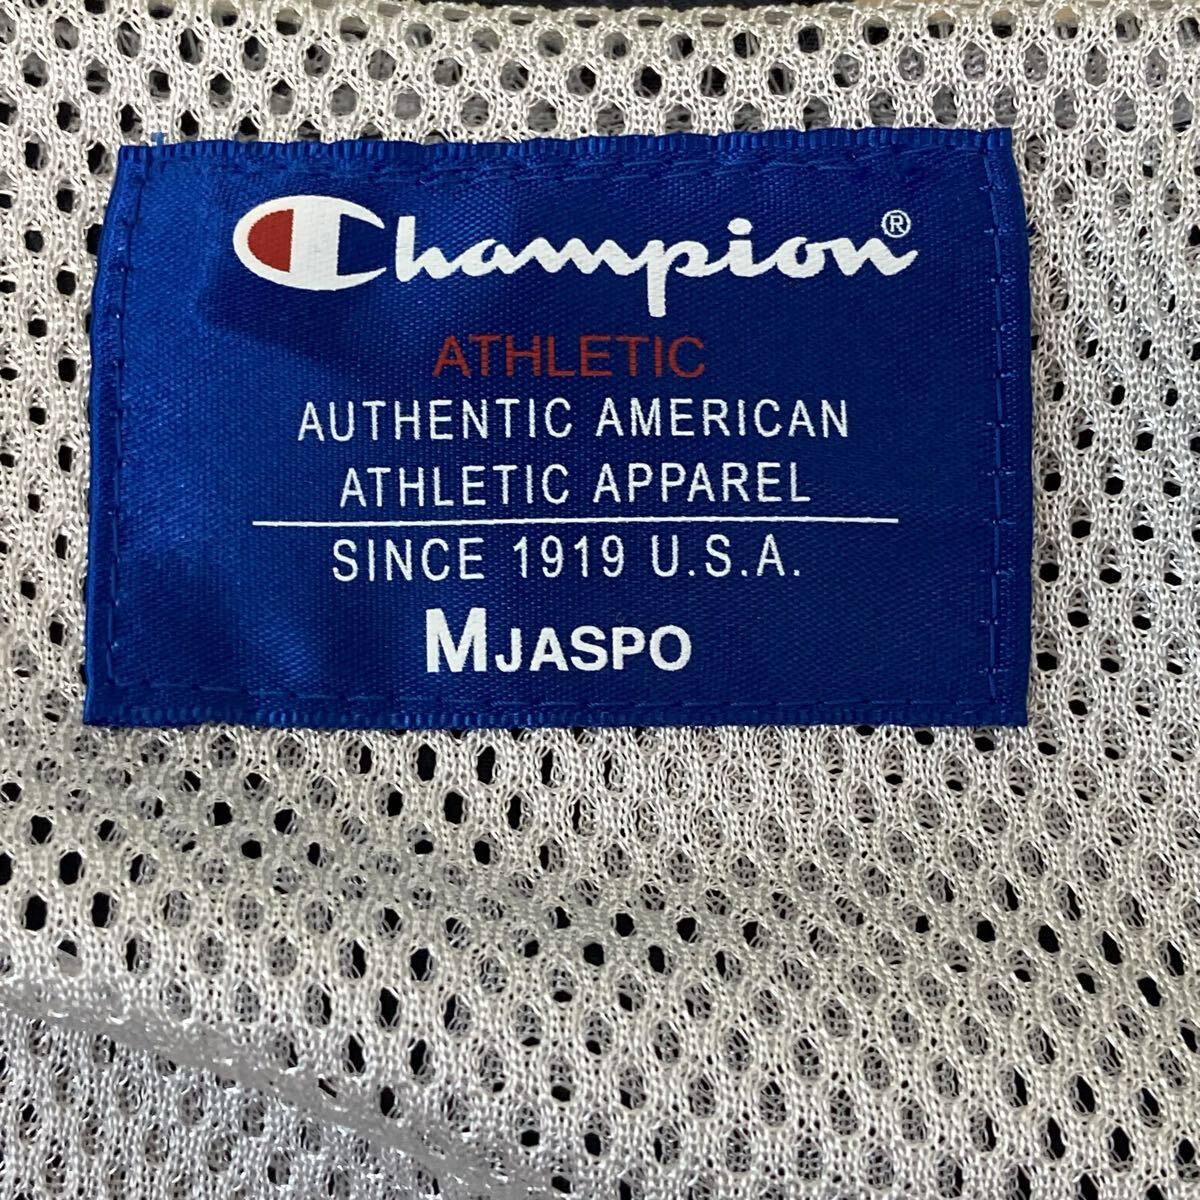 Champion®
ATHLETIC
AUTHENTIC AMERICAN
ATHLETIC APPAREL
SINCE 1919 U.S.A.
MJASPO